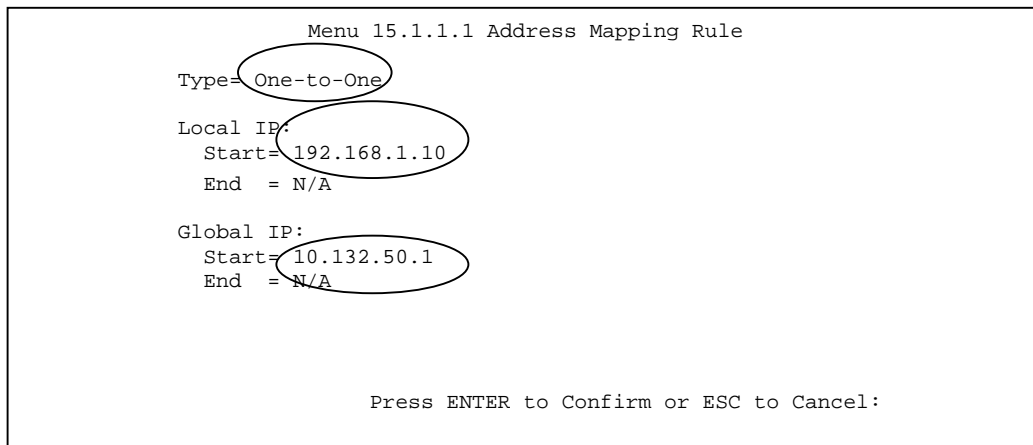 Menu 15.1.1.1 Address Mapping Rule
Type= One-to-One
Local IP:
Start= 192.168.1.10
End = N/A
Global IP:
Start= 10.132.50.1
End = N/A
Press ENTER to Confirm or ESC to Cancel: